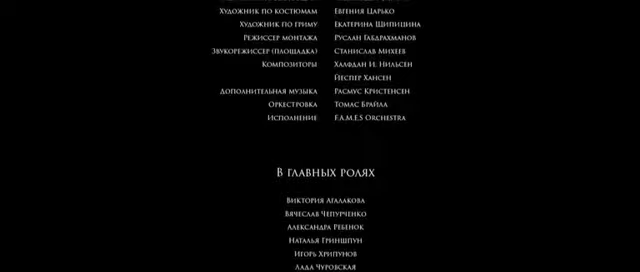 Художник по костюмам Евгения Царько
Художник по гриму Екатерина Щипицина
Режиссер монтажа Руслан Габдрахманов
Звукорежиссер (площадка) Станислав Михеев
Композиторы Халфдан И. Нильсен
Йеспер Хансен
Дополнительная музыка Расмус Кристенсен
Оркестровка Томас Брайла
Исполнение F.A.M.E.S Orchestra
В главных ролях
Виктория Агалакова
Вячеслав Чепурченко
Александра Ребенок
Наталья Гриншпун
Игорь Хрипунов
Лада Чуровская